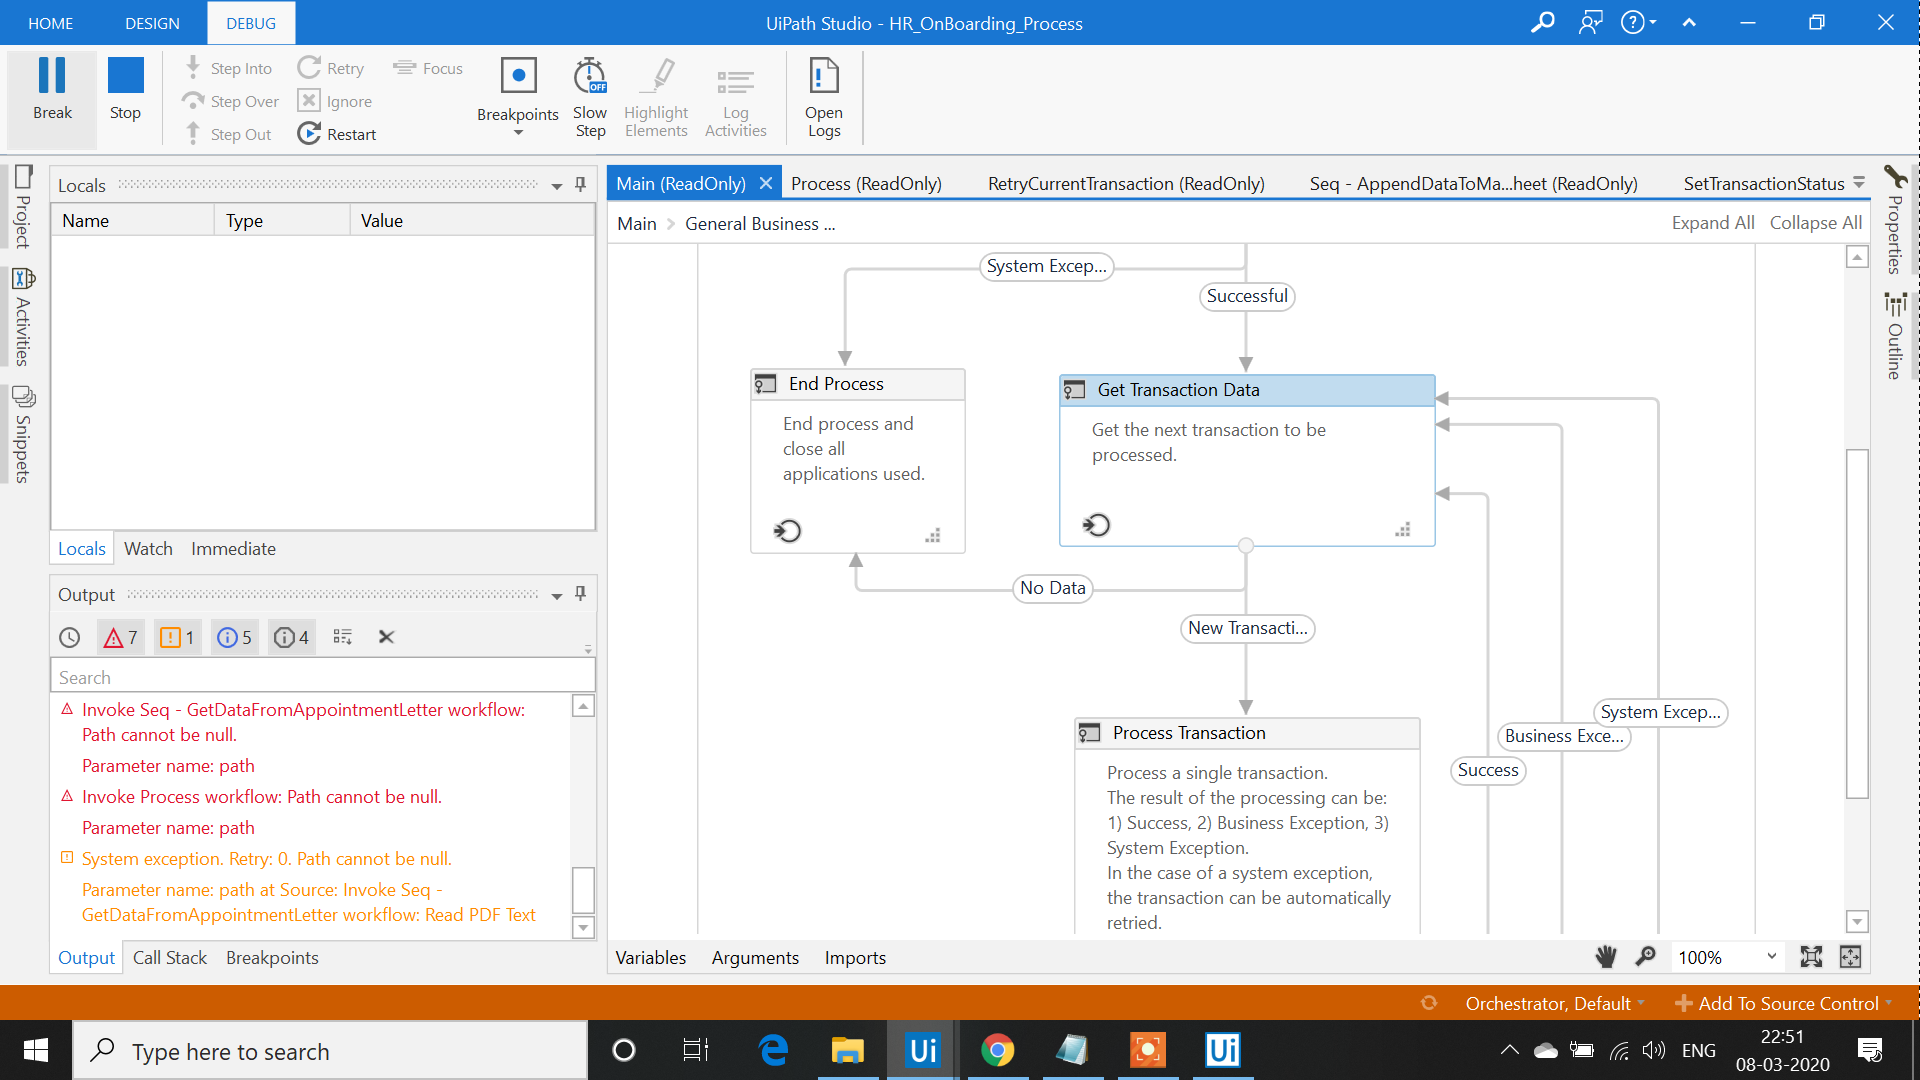 HOME DESIGN DEBUG UiPath Studio - HR_OnBoarding_Process
Break
Stop
Step Into
Step Over
Step Out
Retry
Ignore
Restart
Focus
Breakpoints
Slow
Step
OFF
Highlight
Elements
Log
Activities
Open
Logs
Project
Activities
Snippets
Locals
Name Type Value
Locals Watch Immediate
Output
7 1 5 4
Search
Invoke Seq - GetDataFromAppointmentLetter workflow:
Path cannot be null.
Parameter name: path
Invoke Process workflow: Path cannot be null.
Parameter name: path
System exception. Retry: 0. Path cannot be null.
Parameter name: path at Source: Invoke Seq -
GetDataFromAppointmentLetter workflow: Read PDF Text
Output Call Stack Breakpoints
Main (ReadOnly) Process (ReadOnly) RetryCurrentTransaction (ReadOnly) Seq - AppendDataToMa...heet (ReadOnly) SetTransactionStatus
Main General Business ... Expand All Collapse All
System Excep...
Successful
End Process
End process and
close all
applications used.
Get Transaction Data
Get the next transaction to be
processed.
No Data
New Transacti...
Process Transaction
Process a single transaction.
The result of the processing can be:
1) Success, 2) Business Exception, 3)
System Exception.
In the case of a system exception,
the transaction can be automatically
retried.
System Excep...
Business Exce...
Success
Variables Arguments Imports 100%
Properties
Outline
Orchestrator, Default Add To Source Control
Type here to search
Ui
Ui
ENG
22:51
08-03-2020